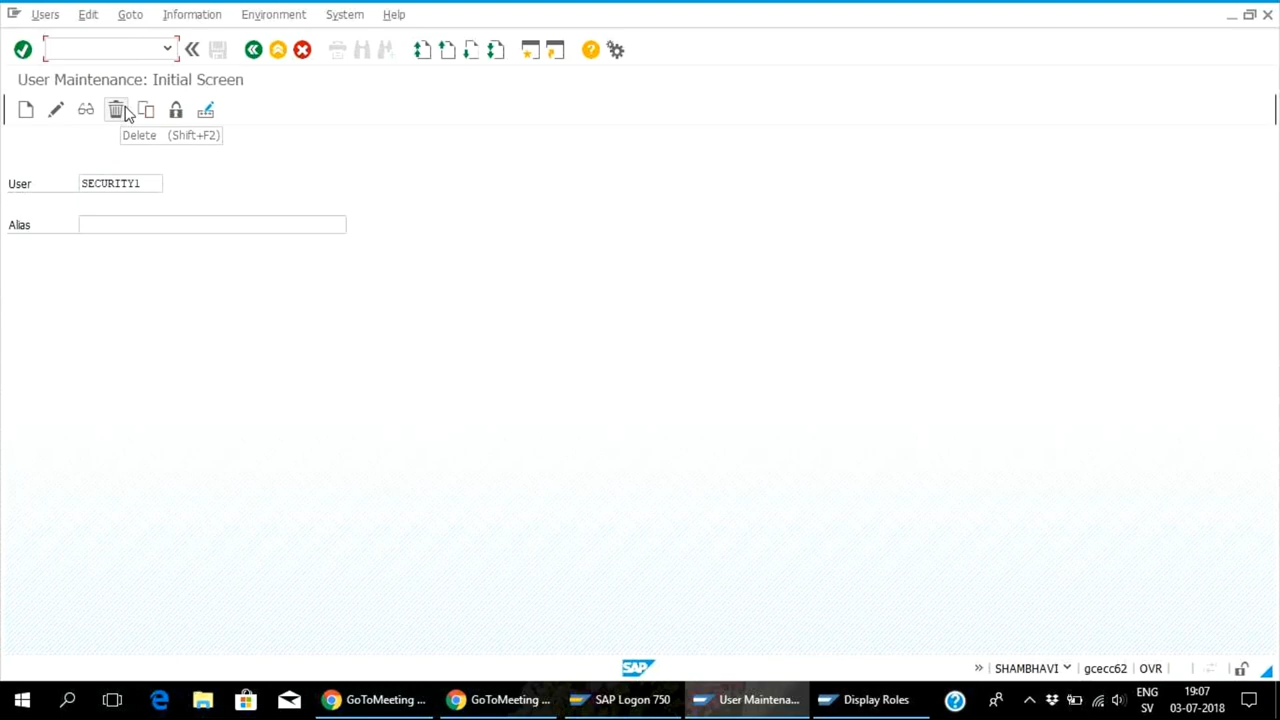 Users Edit Goto Information Environment System Help
User Maintenance: Initial Screen
Delete (Shift+F2)
User SECURITY1
Alias
SAP SHAMBHAVI gcecc62 OVR
GoToMeeting ... GoToMeeting ... SAP Logon 750 User Maintena... Display Roles ENG 19:07
SV 03-07-2018